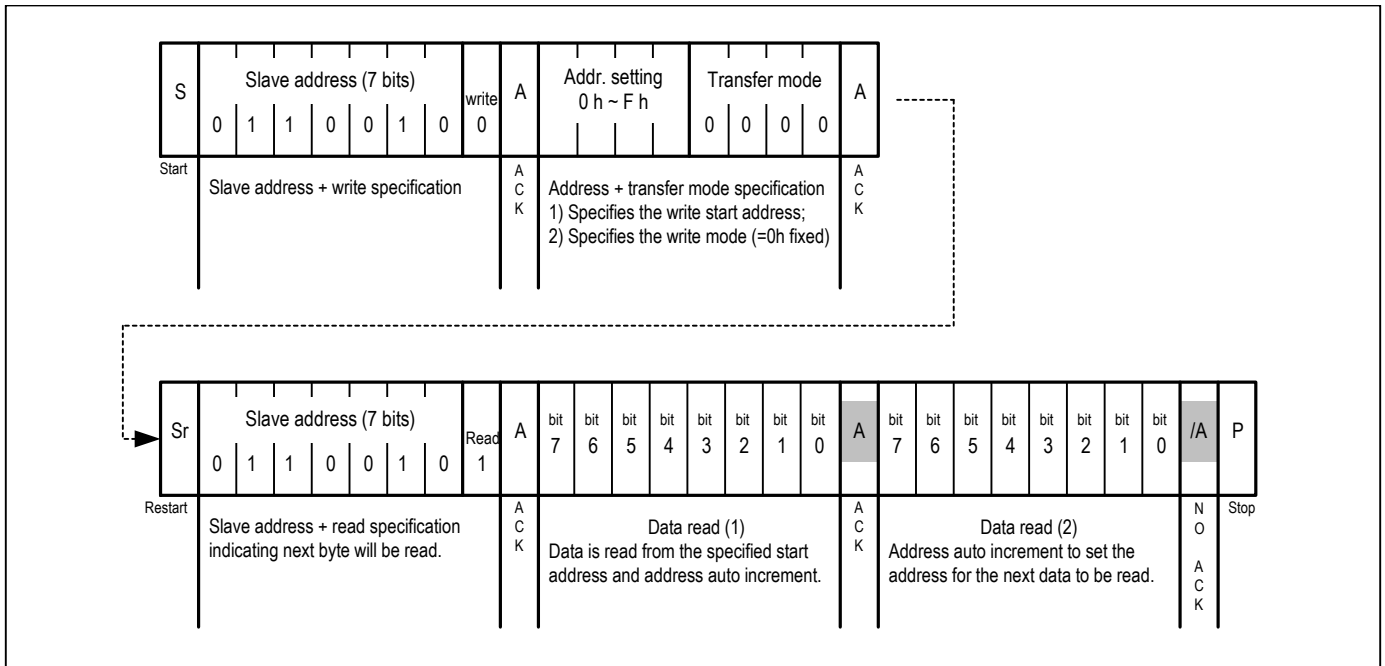 Slave address (7 bits)
Addr. setting
Transfer mode
S
write
A
0 h ~ F h
A
0 1 1 0 0 1 0 0
0 0 0 0
Start
Slave address + write specification
A
C
K
Address + transfer mode specification
1) Specifies the write start address;
2) Specifies the write mode (=0h fixed)
A
C
K
Slave address (7 bits)
Sr
Read
A
bit bit bit bit bit bit bit bit
7 6 5 4 3 2 1 0
A
bit bit bit bit bit bit bit bit
7 6 5 4 3 2 1 0
/A
P
0 1 1 0 0 1 0 1
Restart
Slave address + read specification
indicating next byte will be read.
A
C
K
Data read (1)
Data is read from the specified start
address and address auto increment.
A
C
K
Data read (2)
Address auto increment to set the
address for the next data to be read.
N
O
A
C
K
Stop